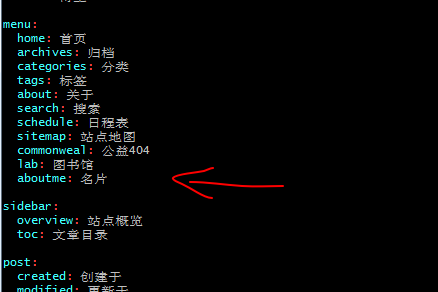 menu:
home: 首页
archives: 归档
categories: 分类
tags: 标签
about: 关于
search: 搜索
schedule: 日程表
sitemap: 站点地图
commonweal: 公益404
lab: 图书馆
aboutme: 名片
sidebar:
overview: 站点概览
toc: 文章目录
post:
created: 创建于
modified: 更新于